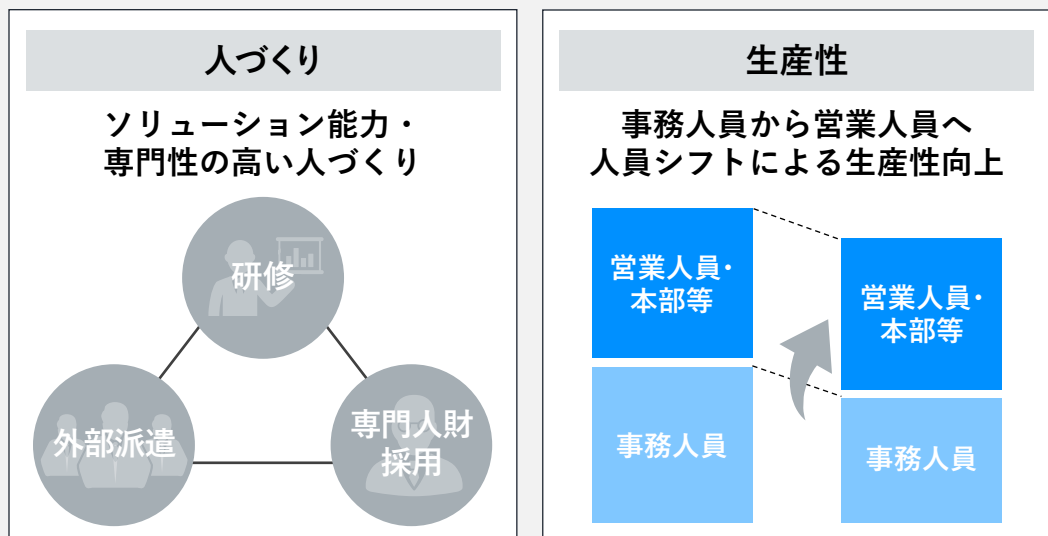 人づくり
ソリューション能力・
専門性の高い人づくり
研修
外部派遣
専門人財
採用
生産性
事務人員から営業人員へ
人員シフトによる生産性向上
営業人員・
本部等
事務人員
営業人員・
本部等
事務人員